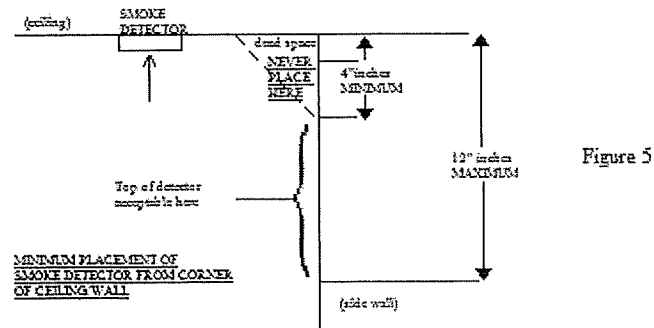 (ceiling)
SMOKE
DETECTOR
dead space
NEVER
PLACE
HERE
4" inches
MINIMUM
12" inches
MAXIMUM
Figure 5
Top of detector
acceptable here
MINIMUM PLACEMENT OF
SMOKE DETECTOR FROM CORNER
OF CEILING WALL
(side wall)